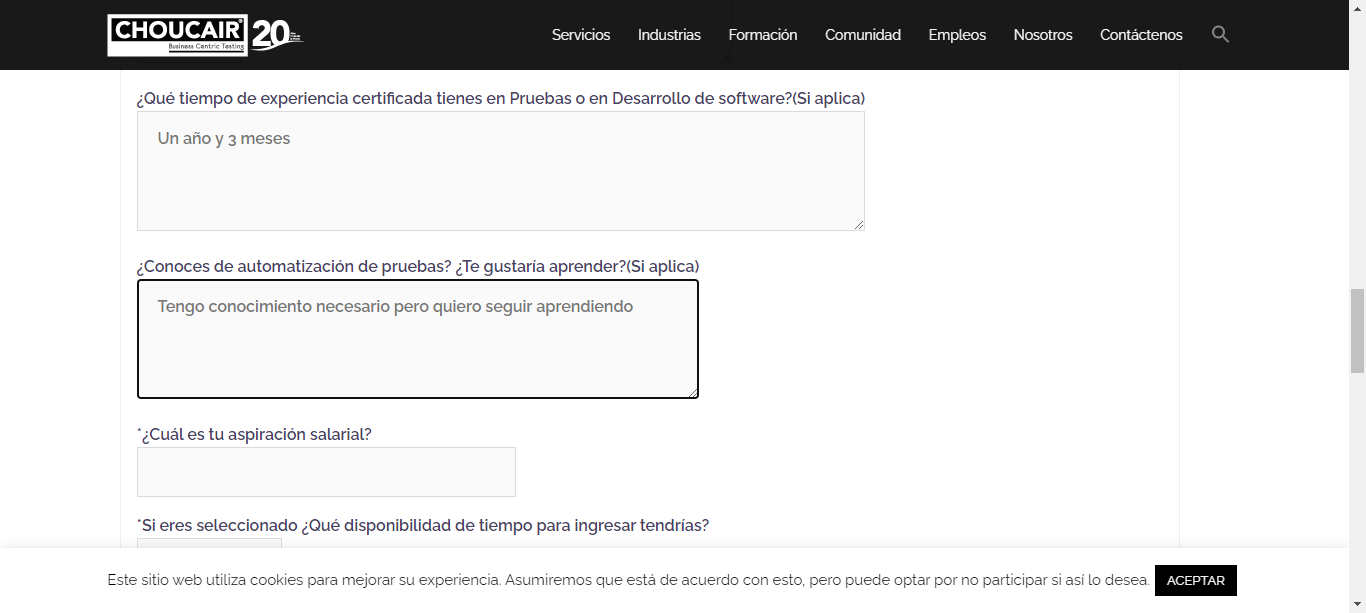 CHOUCAIR
Business Centric Testing
20
Servicios Industrias Formación Comunidad Empleos Nosotros Contáctenos
¿Qué tiempo de experiencia certificada tienes en Pruebas o en Desarrollo de software?(Si aplica)
Un año y 3 meses
¿Conoces de automatización de pruebas? ¿Te gustaría aprender?(Si aplica)
Tengo conocimiento necesario pero quiero seguir aprendiendo
*¿Cuál es tu aspiración salarial?
*Si eres seleccionado ¿Qué disponibilidad de tiempo para ingresar tendrías?
Este sitio web utiliza cookies para mejorar su experiencia. Asumiremos que está de acuerdo con esto, pero puede optar por no participar si así lo desea. ACEPTAR